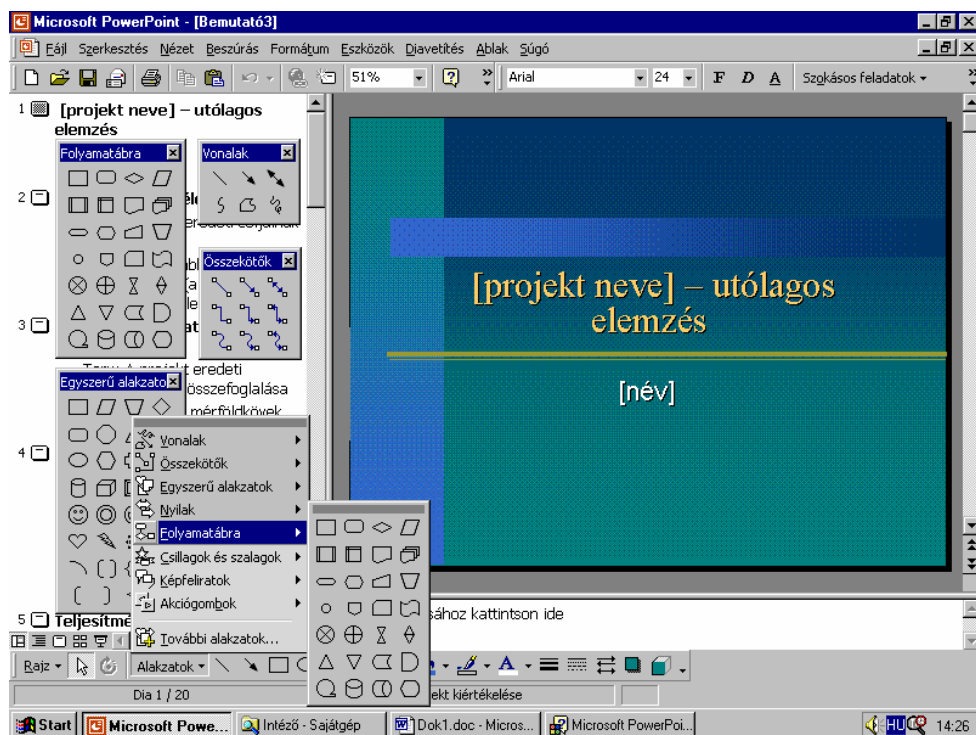 Microsoft PowerPoint - [Bemutató3]
Fájl Szerkesztés Nézet Beszúrás Formátum Eszközök Diavetítés Ablak Súgó
51% Arial 24 F D A Szokásos feladatok
1 [projekt neve] – utólagos
elemzés
Folyamatábra
Vonalak
2
Összekötők
3
eredeti
Egyszerű alakzato
összefoglalása
mérföldkövek
4
5 Teljesítmé
Vonalak
Összekötők
Egyszerű alakzatok
Nyilak
Folyamatábra
Csillagok és szalagok
Képfeliratok
Akciógombok
További alakzatok...
[projekt neve] – utólagos
elemzés
[név]
sához kattintson ide
Rajz Alakzatok A
Dia 1 / 20
ekt kiértékelése
Start Microsoft Powe... Intéző - Sajátgép Dok1.doc - Micros... Microsoft PowerPoi... HU 14:26